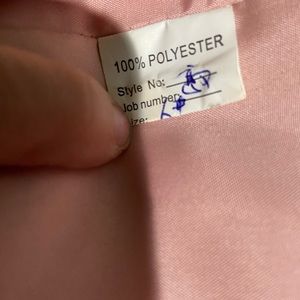 100% POLYESTER
Style No:
Job number
ize: